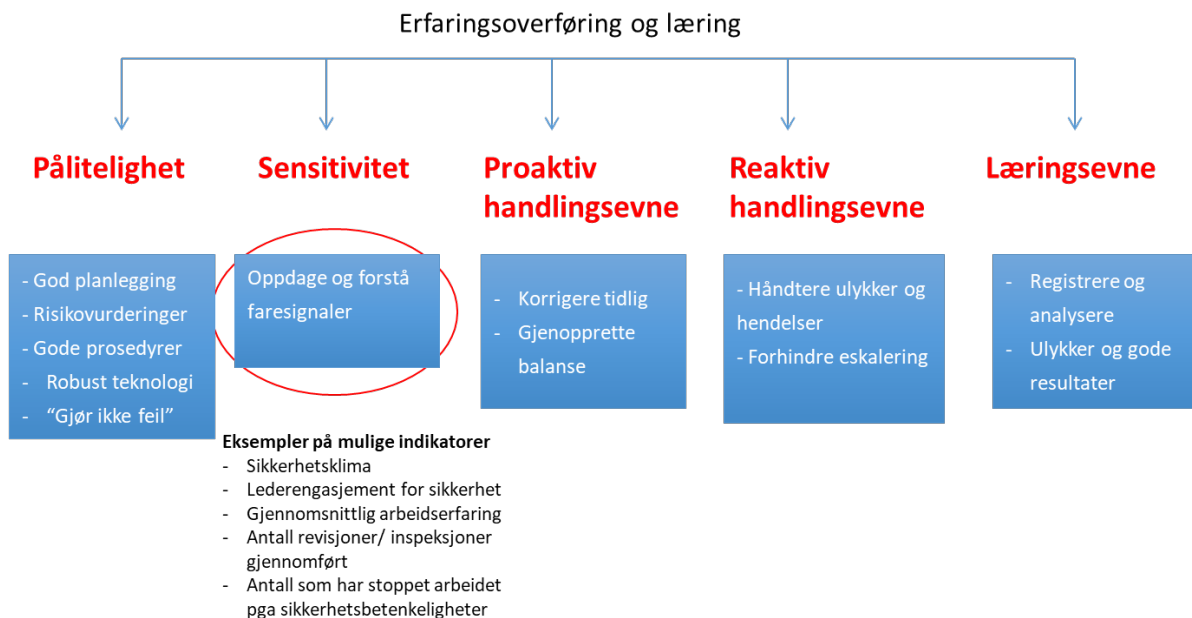 Erfaringsoverføring og læring
Pålitelighet
Sensitivitet
Proaktiv
handlingsevne
Reaktiv
handlingsevne
Læringsevne
- God planlegging
- Risikovurderinger
- Gode prosedyrer
- Robust teknologi
- “Gjør ikke feil”
Oppdage og forstå
faresignaler
- Korrigere tidlig
- Gjenopprette
balanse
- Håndtere ulykker og
hendelser
- Forhindre eskalering
- Registrere og
analysere
- Ulykker og gode
resultater
Eksempler på mulige indikatorer
- Sikkerhetsklima
- Lederengasjement for sikkerhet
- Gjennomsnittlig arbeidserfaring
- Antall revisjoner/ inspeksjoner
gjennomført
- Antall som har stoppet arbeidet
pga sikkerhetsbetenkeligheter